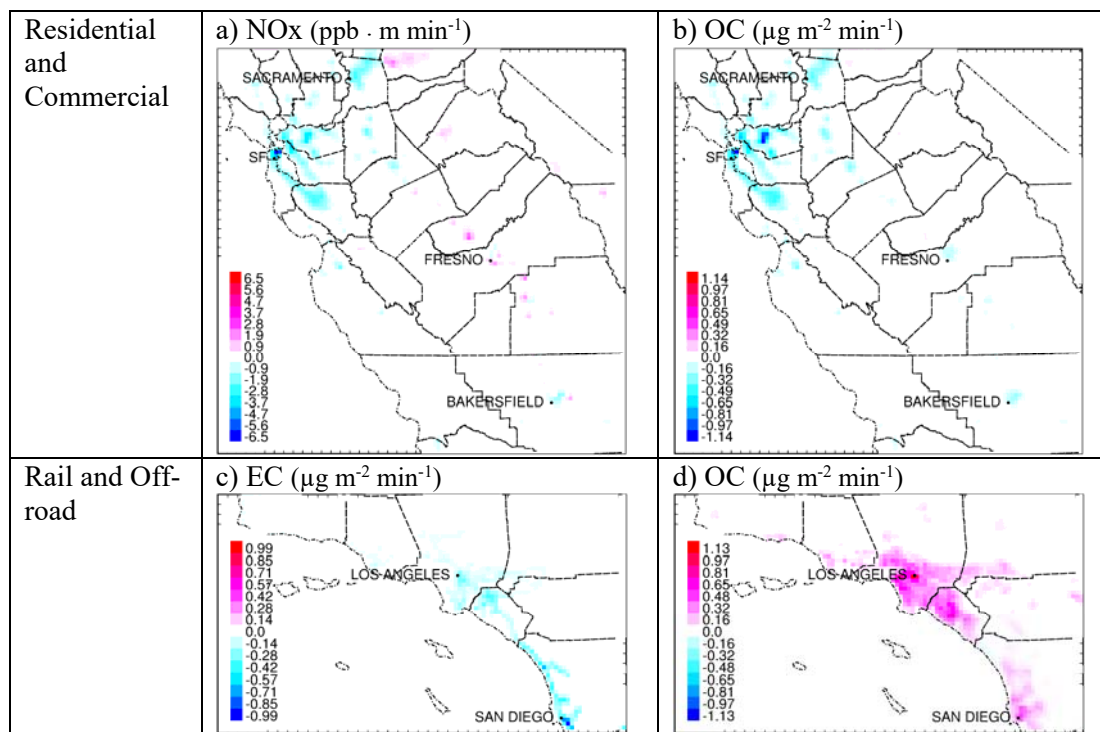 Residential
and
Commercial
a) NOx (ppb · m min-1)
SACRAMENTO
SF
FRESNO
BAKERSFIELD
6.5
5.6
4.7
3.7
2.8
1.9
0.9
0.0
-0.9
-1.9
-2.8
-3.7
-4.7
-5.6
-6.5
b) OC (µg m-2 min-1)
SACRAMENTO
SF
FRESNO
BAKERSFIELD
1.14
0.97
0.81
0.65
0.49
0.32
0.16
0.0
-0.16
-0.32
-0.49
-0.65
-0.81
-0.97
-1.14
Rail and Off-
road
c) EC (µg m-2 min-1)
LOS ANGELES
SAN DIEGO
0.99
0.85
0.71
0.57
0.42
0.28
0.14
0.0
-0.14
-0.28
-0.42
-0.57
-0.71
-0.85
-0.99
d) OC (µg m-2 min-1)
LOS ANGELES
SAN DIEGO
1.13
0.97
0.81
0.65
0.48
0.32
0.16
0.0
-0.16
-0.32
-0.48
-0.65
-0.81
-0.97
-1.13